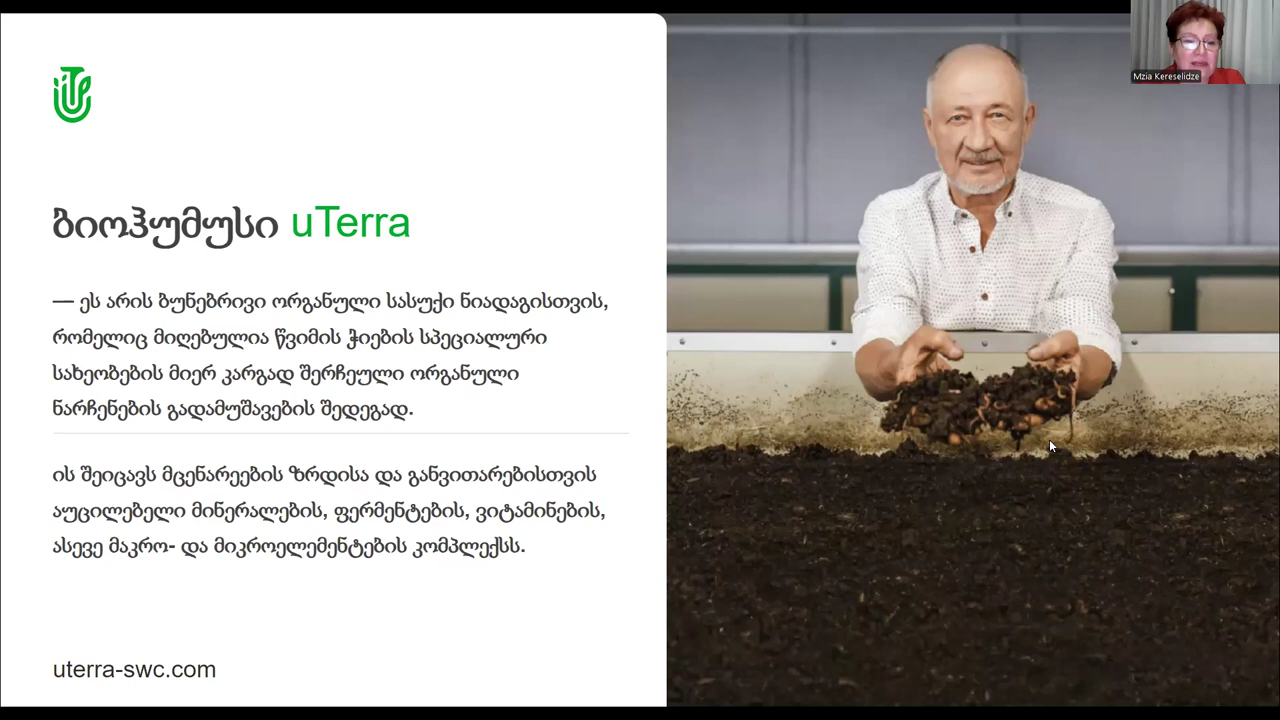 Mzia Kereselidze
ბიოჰუმუსი uTerra
— ეს არის ბუნებრივი ორგანული სასუქი ნიადაგისთვის,
რომელიც მიღებულია წვიმის ჭიების სპეციალური
სახეობების მიერ კარგად შერჩეული ორგანული
ნარჩენების გადამუშავების შედეგად.
ის შეიცავს მცენარეების ზრდისა და განვითარებისთვის
აუცილებელი მინერალების, ფერმენტების, ვიტამინების,
ასევე მაკრო- და მიკროელემენტების კომპლექსს.
uterra-swc.com